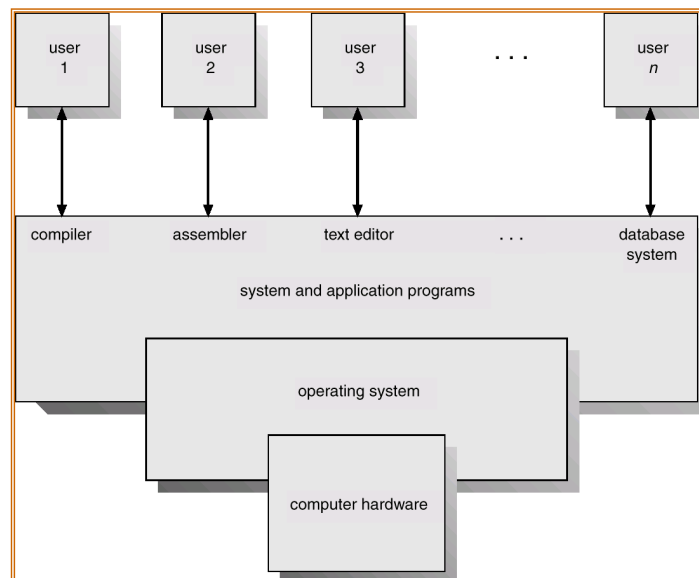 user
1
user
2
user
3
. . .
user
n
compiler
assembler
text editor
. . .
database
system
system and application programs
operating system
computer hardware